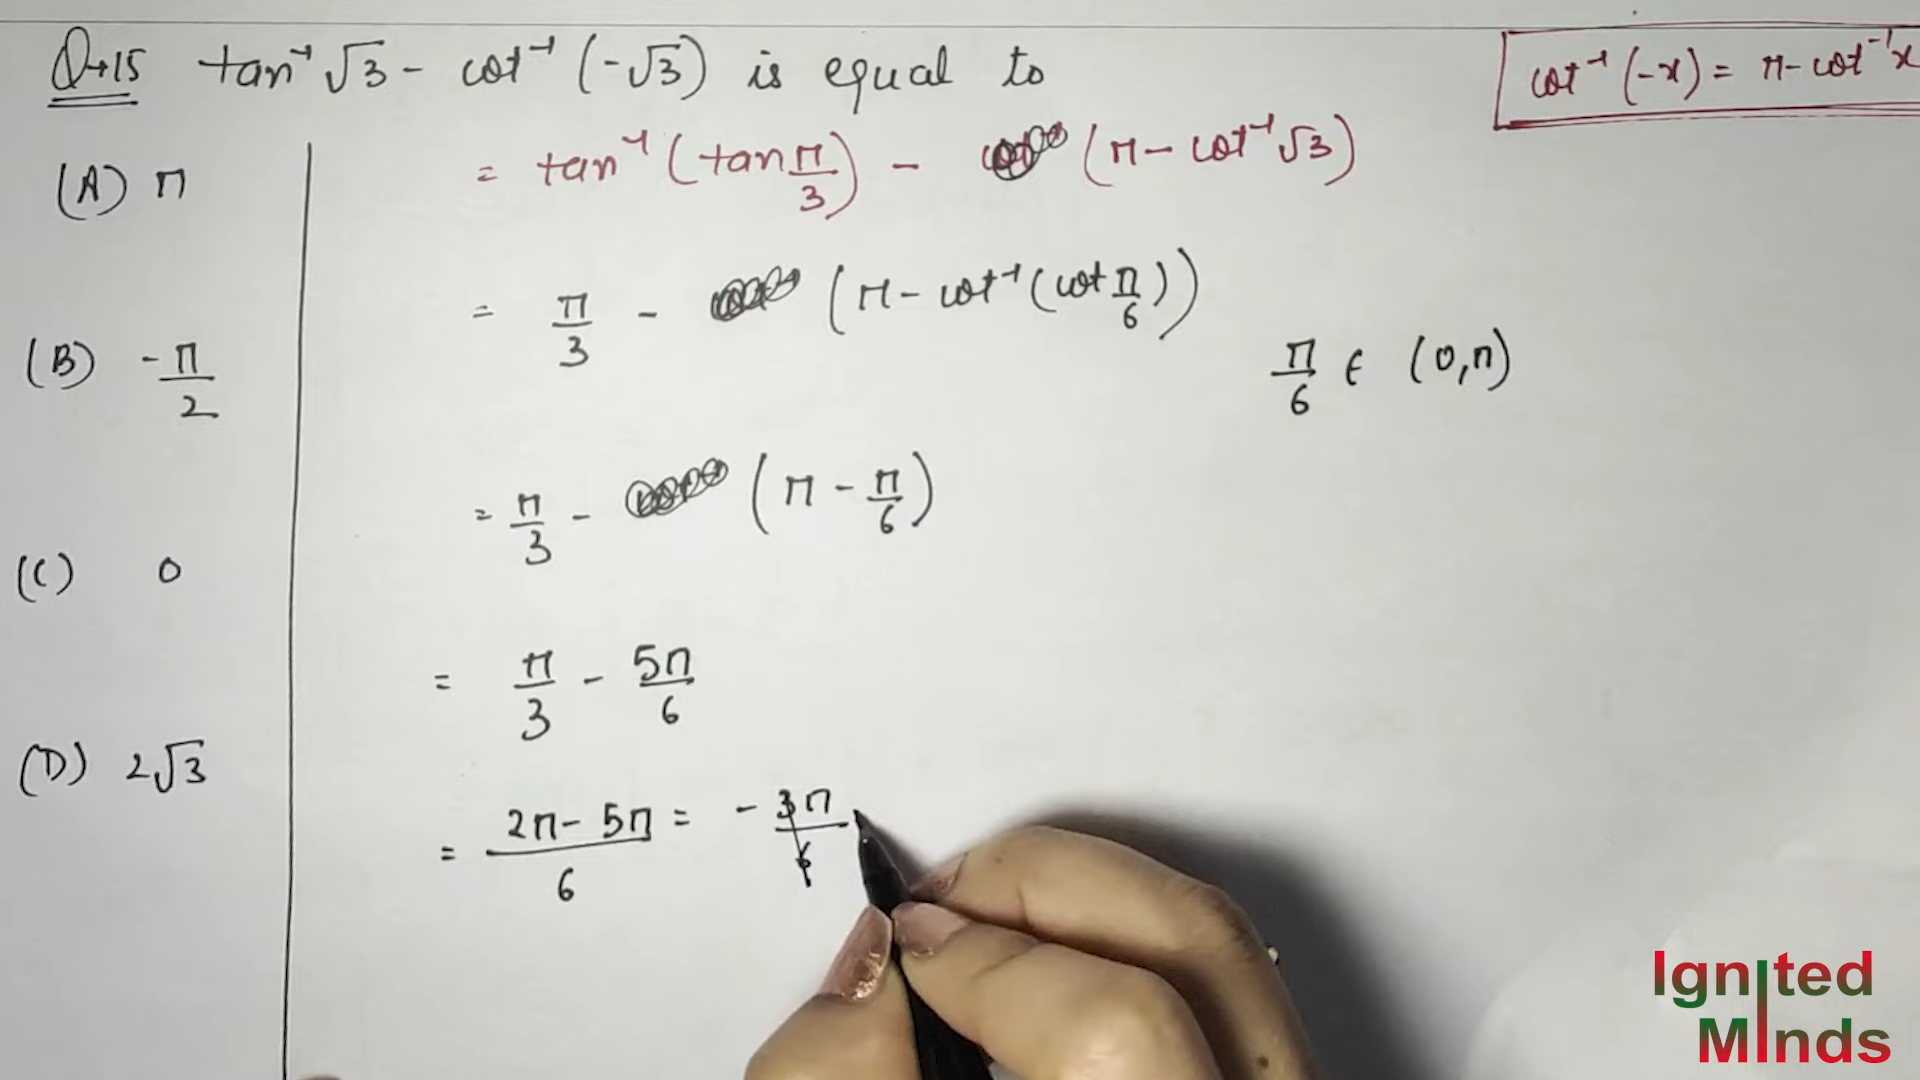 Q→15 tan⁻¹ √3 - cot⁻¹ (-√3) is equal to
cot⁻¹ (-x) = π - cot⁻¹ x
= tan⁻¹ (tan π/3) - (π - cot⁻¹ √3)
(A) π
= π/3 - (π - cot⁻¹ (cot π/6))
π/6 ∈ (0, π)
(B) -π/2
= π/3 - (π - π/6)
(C) 0
= π/3 - 5π/6
(D) 2√3
= 2π - 5π/6 = - 3π/6
Ignited
Minds